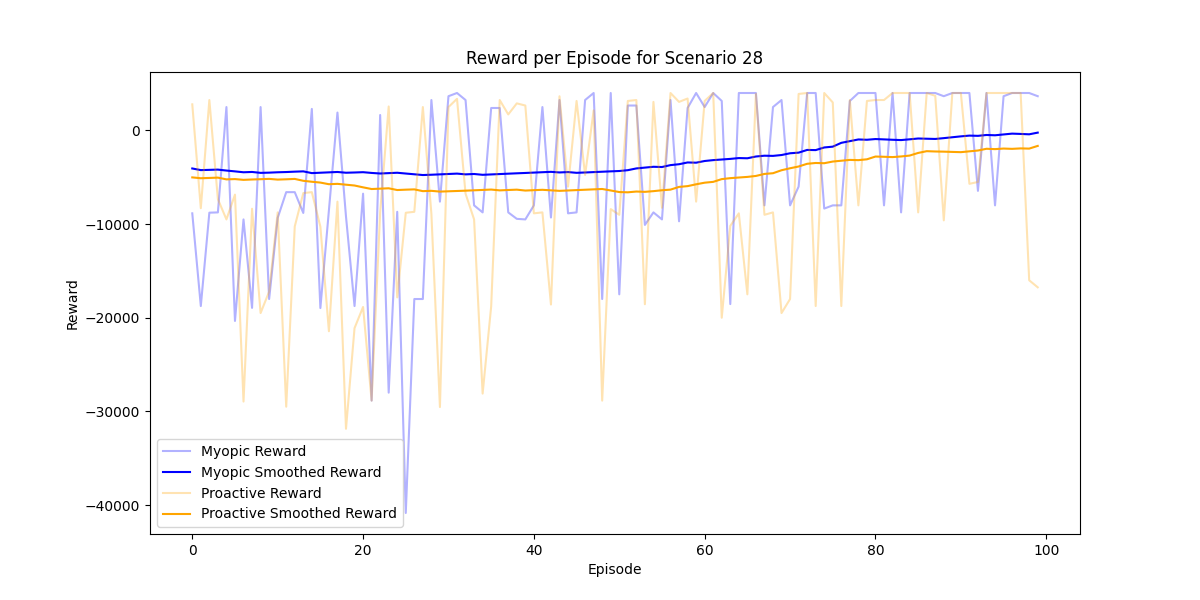 Reward per Episode for Scenario 28
Reward
0
−10000
−20000
−30000
−40000
Myopic Reward
Myopic Smoothed Reward
Proactive Reward
Proactive Smoothed Reward
0 20 40 60 80 100
Episode